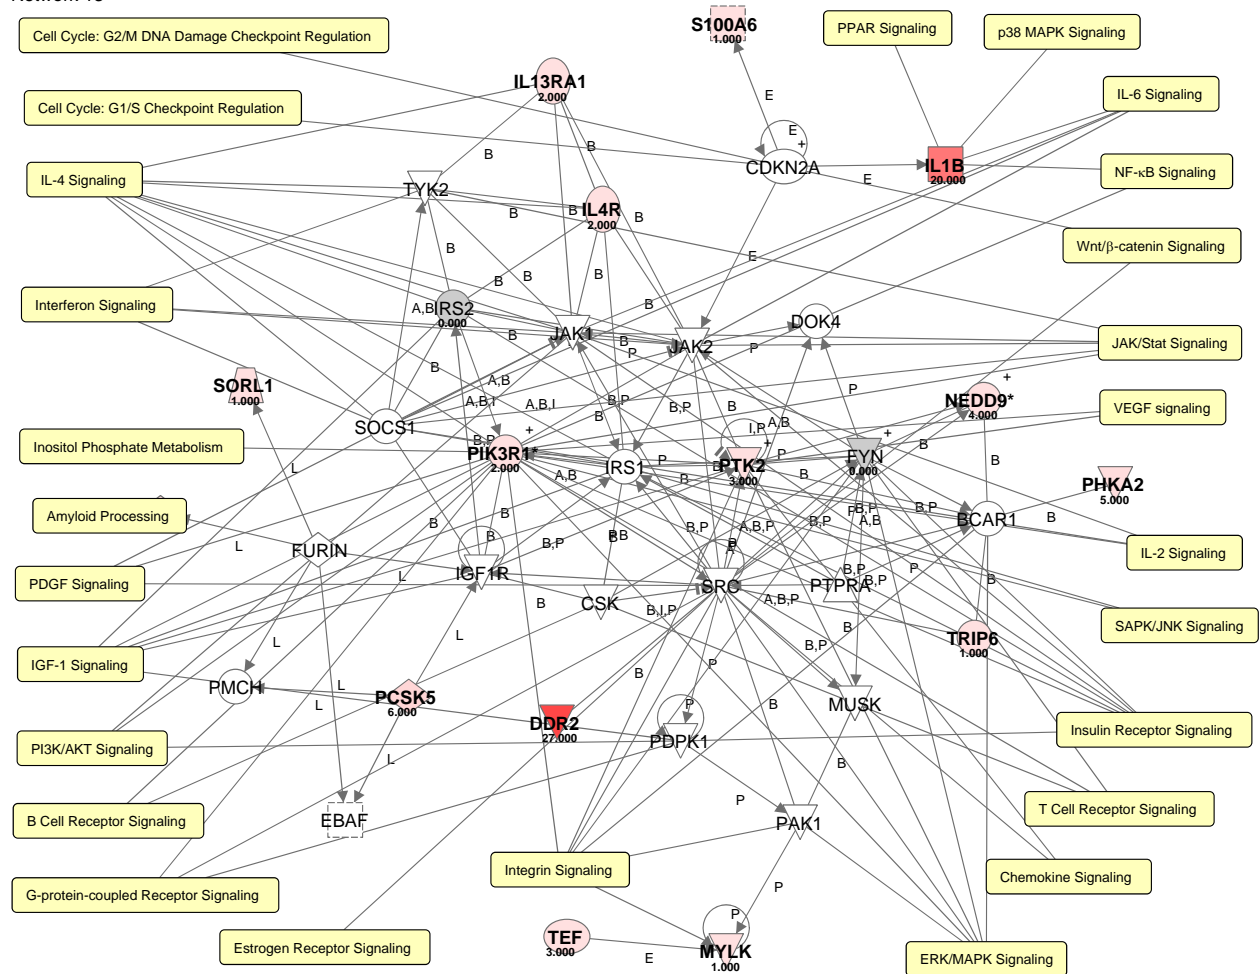 Cell Cycle: G2/M DNA Damage Checkpoint Regulation
S100A6
1.000
PPAR Signaling
p38 MAPK Signaling
IL13RA1
2.000
Cell Cycle: G1/S Checkpoint Regulation
E
IL-6 Signaling
E
+
B
B
CDKN2A
IL1B
20.000
E
IL-4 Signaling
TYK2
NF-κB Signaling
B
B
IL4R
2.000
B
Wnt/β-catenin Signaling
B
B
B
B
E
Interferon Signaling
A,B
IRS2
0.000
B
B
JAK1
B
P
JAK2
P
DOK4
JAK/Stat Signaling
SORL1
1.000
B
A,B
A,B,I
A,B,I
B,P
B,P
B
P
+
NEDD9*
4.000
VEGF signaling
SOCS1
B
A,B
I,P
+
+
+
Inositol Phosphate Metabolism
B,P
PIK3R1*
2.000
IRS1
P
B
PTK2
3.000
P
FYN
0.000
B
B
PHKA2
5.000
L
A,B
B
B
B,P
Amyloid Processing
B
B
B,P
A,B,P
B,P
B,P
A,B
BCAR1
B
FURIN
L
B
B,P
IL-2 Signaling
PDGF Signaling
L
IGF1R
B
CSK
SRC
PTPRA
B,P
B,P
P
B
B,I,P
A,B,P
SAPK/JNK Signaling
IGF-1 Signaling
L
L
B,P
B
TRIP6
1.000
B
P
PMCH
L
L
PCSK5
6.000
P
B
MUSK
DDR2
27.000
PDPK1
Insulin Receptor Signaling
PI3K/AKT Signaling
L
B
P
T Cell Receptor Signaling
B Cell Receptor Signaling
EBAF
PAK1
Integrin Signaling
P
Chemokine Signaling
G-protein-coupled Receptor Signaling
P
Estrogen Receptor Signaling
TEF
3.000
E
MYLK
1.000
ERK/MAPK Signaling